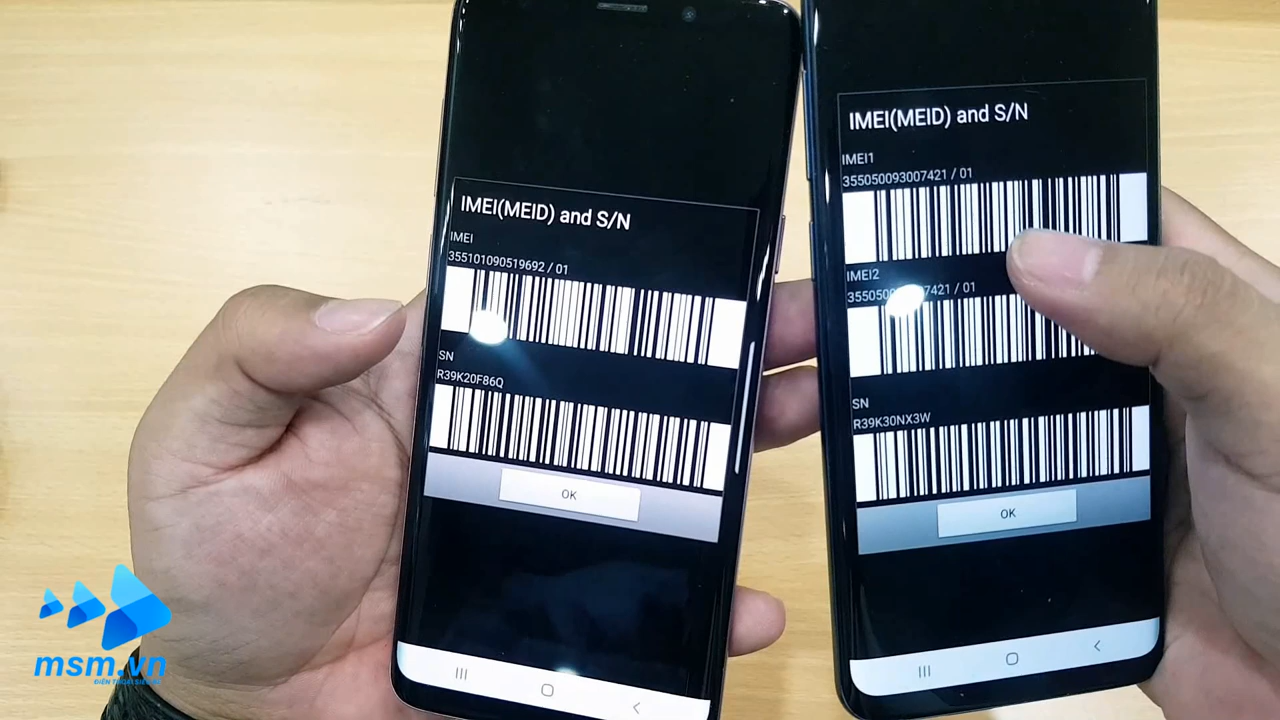 IMEI(MEID) and S/N
IMEI
355101090519692 / 01
SN
R39K20F86Q
OK
IMEI(MEID) and S/N
IMEI1
355050093007421 / 01
IMEI2
SN
R39K30NX3W
OK
msm.vn